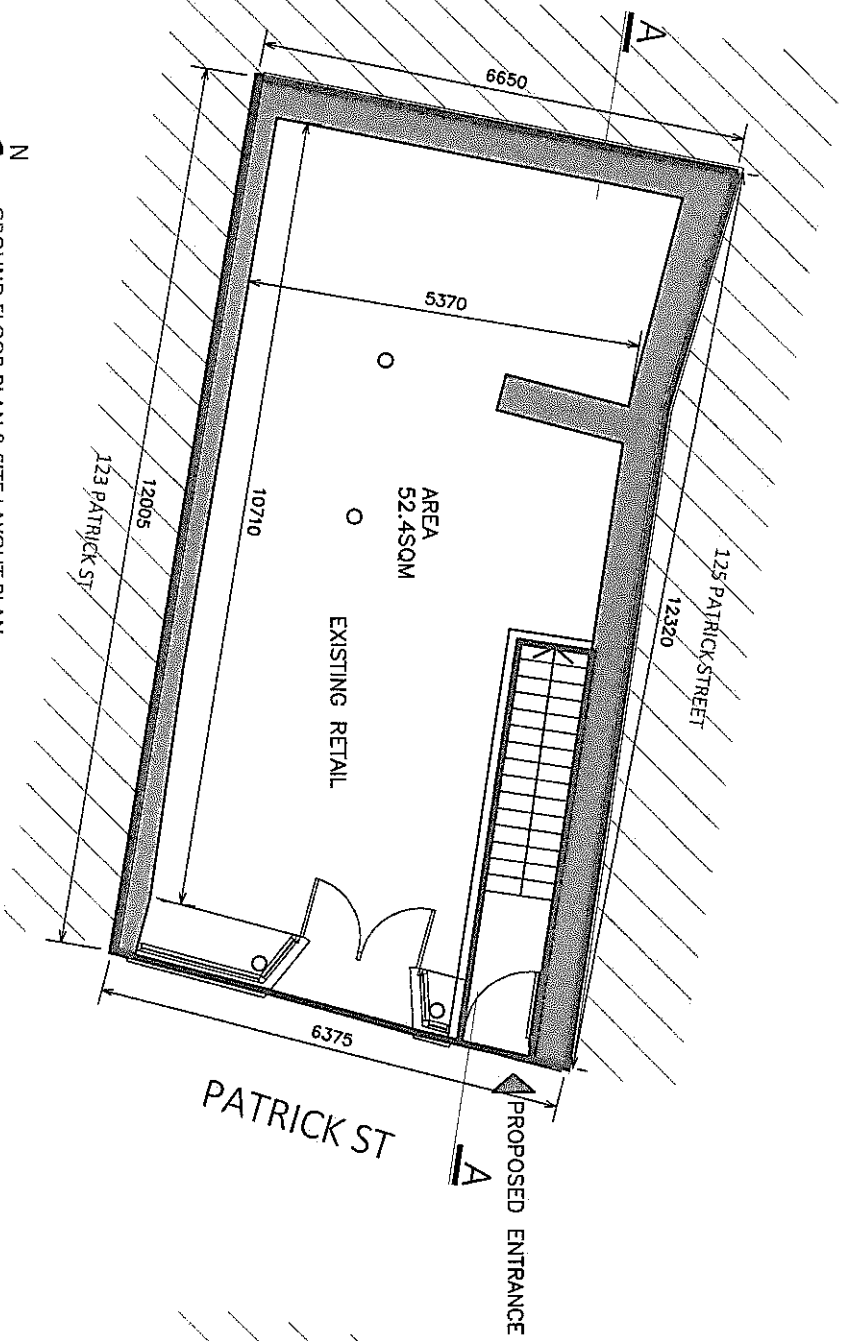 A
6650
5370
AREA
52.4SQM
EXISTING RETAIL
10710
12005
123 PATRICK ST
125 PATRICK STREET
12320
6375
PATRICK ST
PROPOSED ENTRANCE
A
N